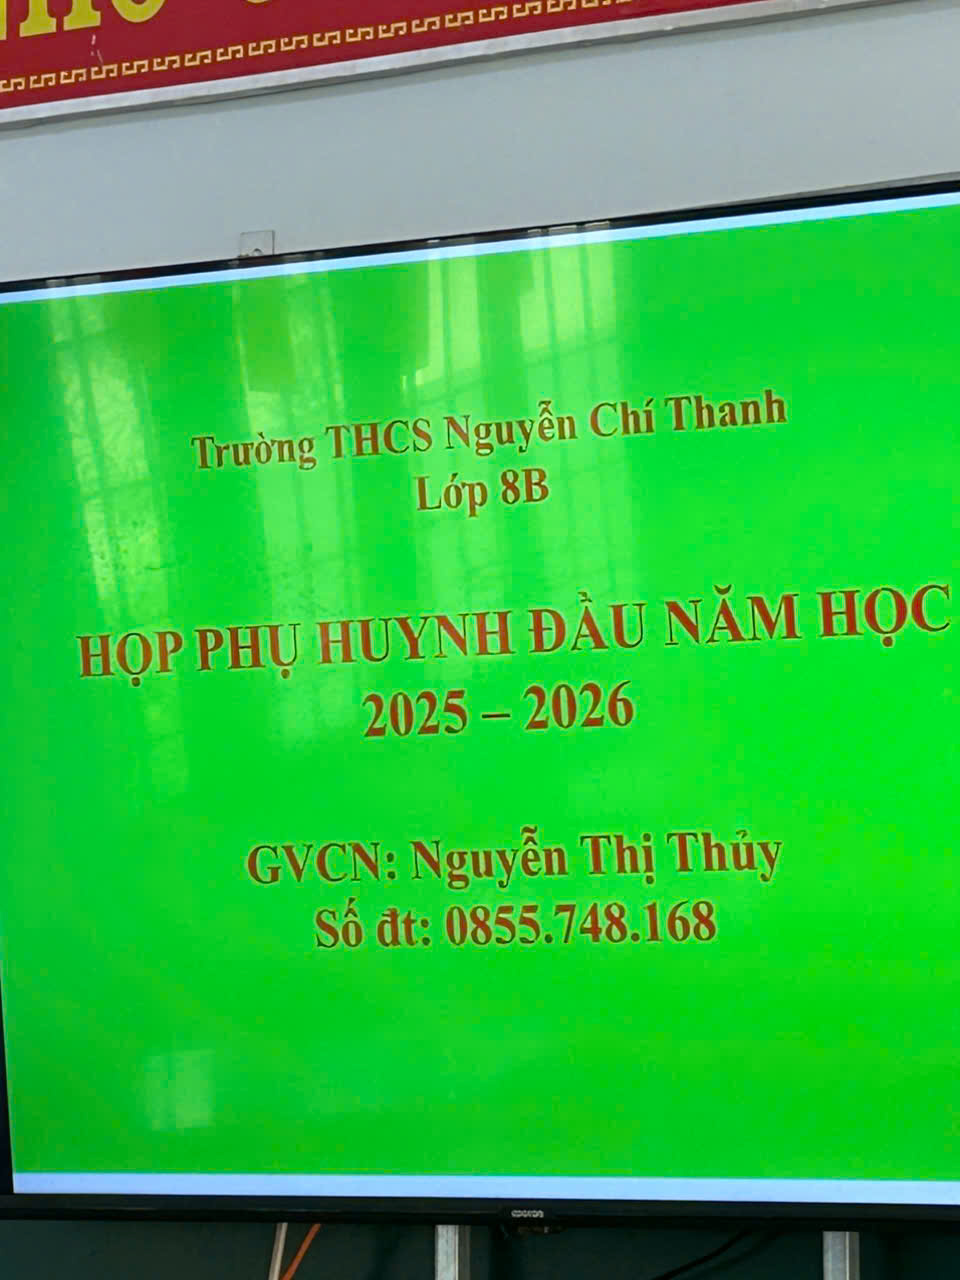 Trường THCS Nguyễn Chí Thanh
Lớp 8B
HỌP PHỤ HUYNH ĐẦU NĂM HỌC
2025 – 2026
GVCN: Nguyễn Thị Thủy
Số đt: 0855.748.168